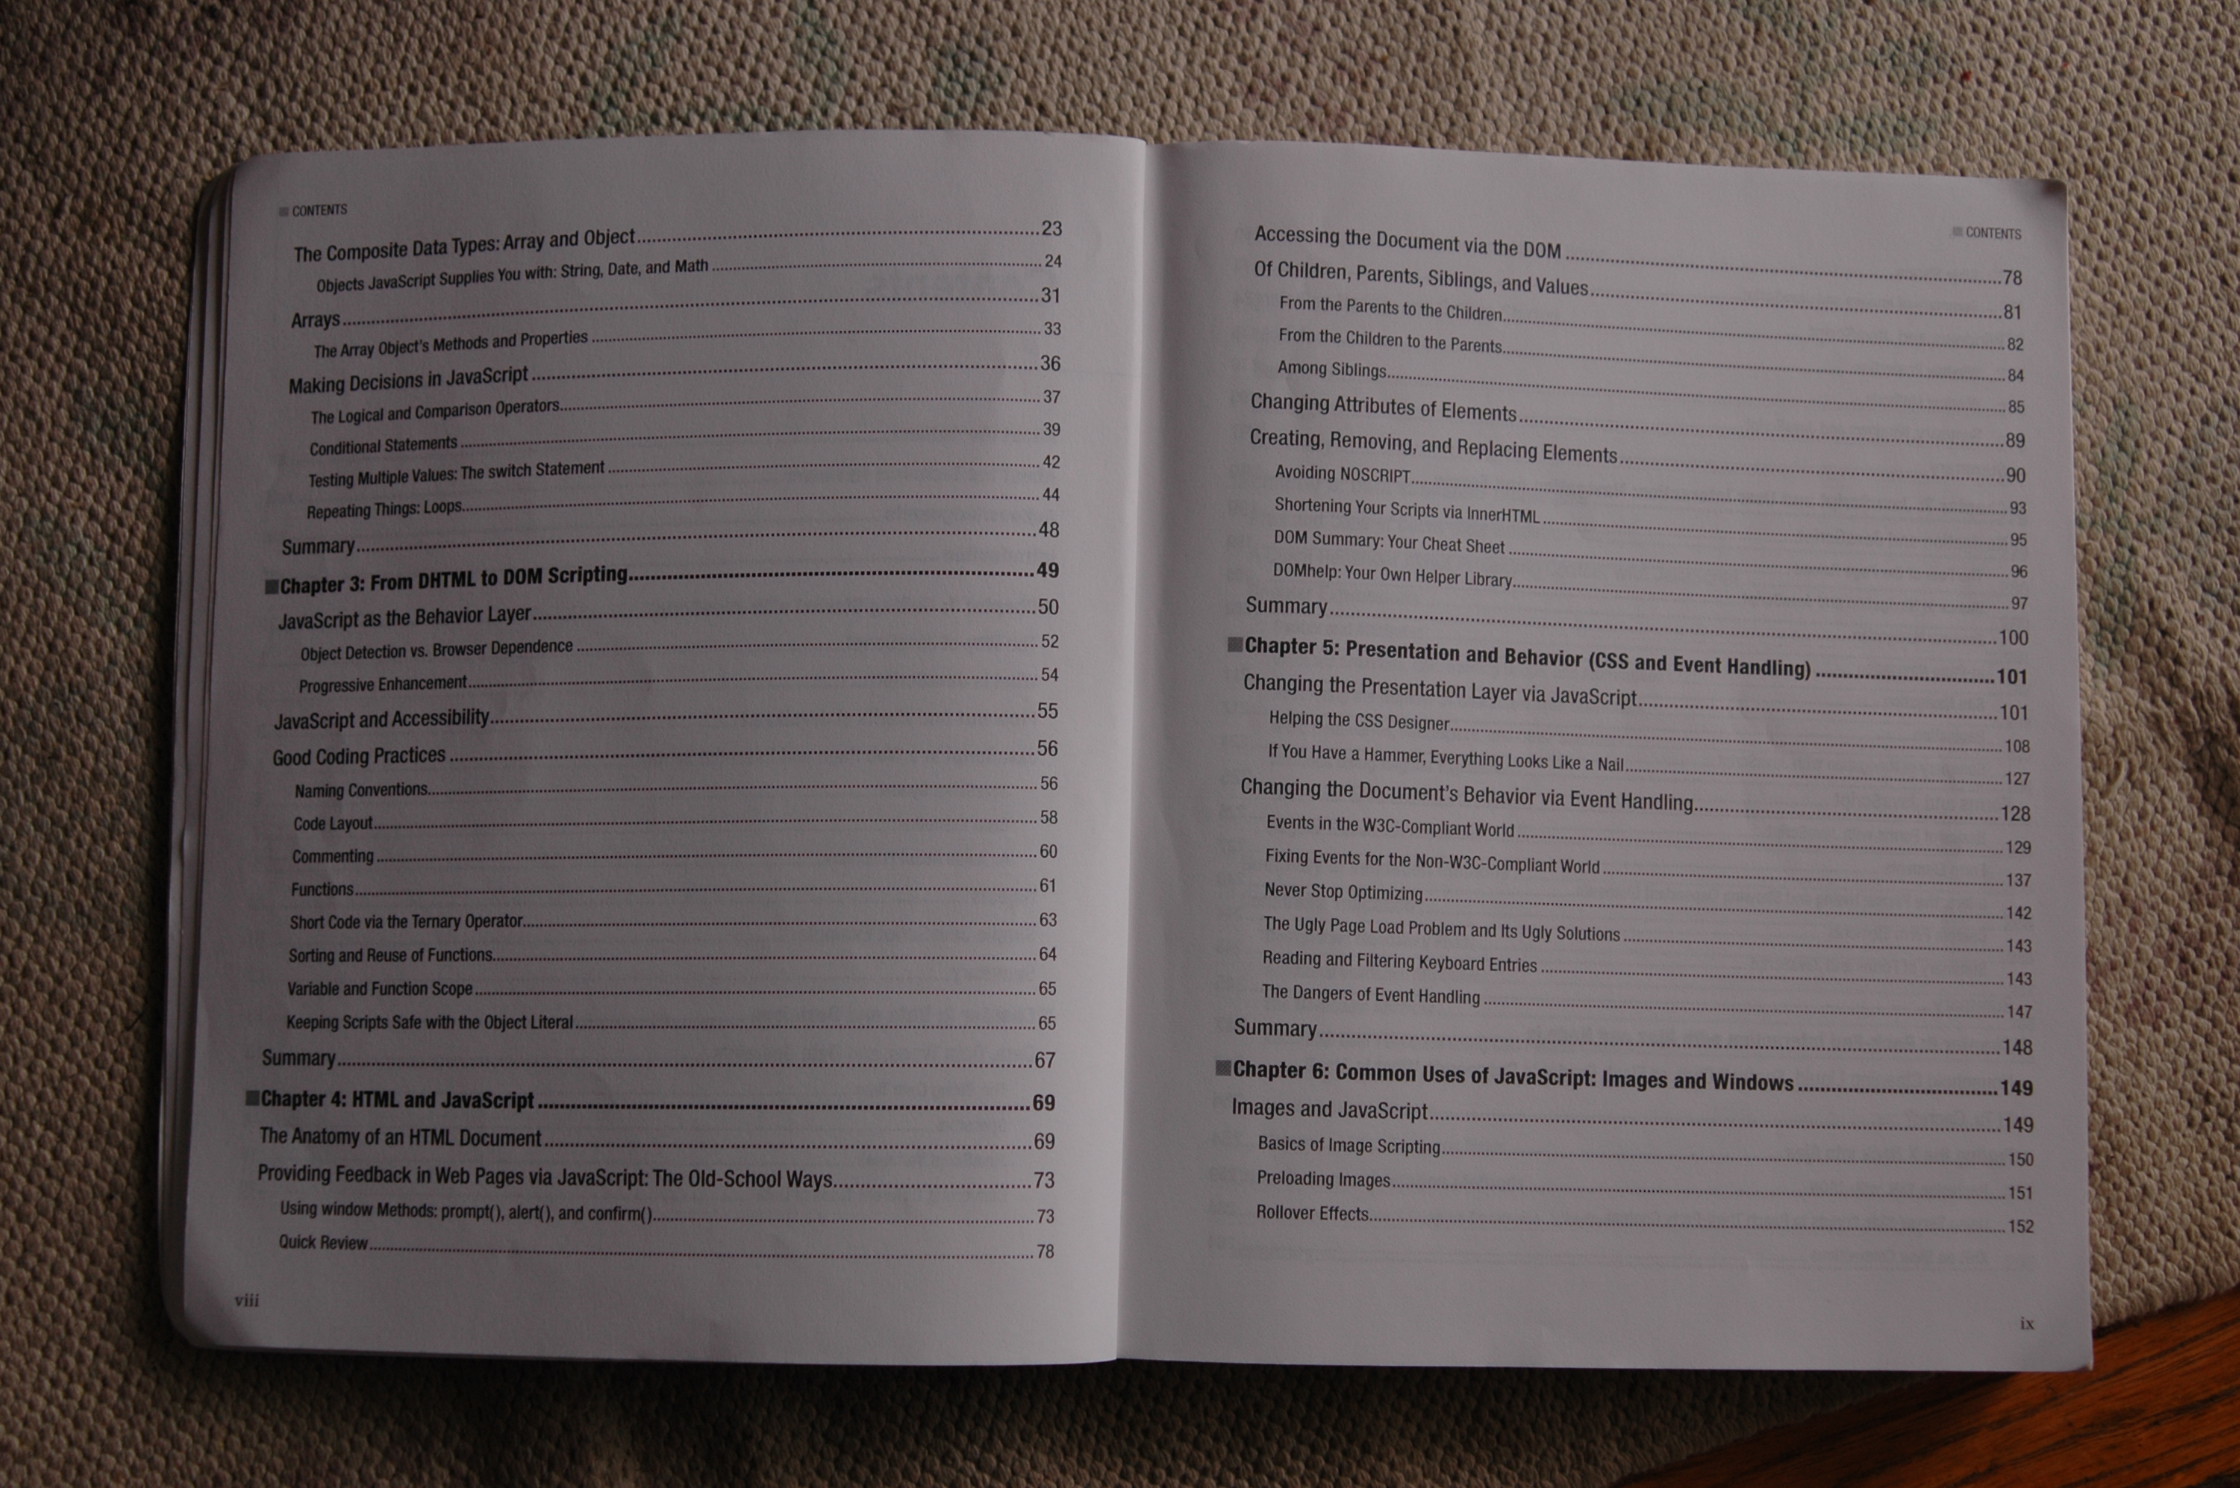 CONTENTS
The Composite Data Types: Array and Object 23
Objects JavaScript Supplies You with: String, Date, and Math 24
Arrays 31
The Array Object's Methods and Properties 33
Making Decisions in JavaScript 36
The Logical and Comparison Operators 37
Conditional Statements 39
Testing Multiple Values: The switch Statement 42
Repeating Things: Loops 44
Summary 48
Chapter 3: From DHTML to DOM Scripting 49
JavaScript as the Behavior Layer 50
Object Detection vs. Browser Dependence 52
Progressive Enhancement 54
JavaScript and Accessibility 55
Good Coding Practices 56
Naming Conventions 56
Code Layout 58
Commenting 60
Functions 61
Short Code via the Ternary Operator 63
Sorting and Reuse of Functions 64
Variable and Function Scope 65
Keeping Scripts Safe with the Object Literal 65
Summary 67
Chapter 4: HTML and JavaScript 69
The Anatomy of an HTML Document 69
Providing Feedback in Web Pages via JavaScript: The Old-School Ways 73
Using window Methods: prompt(), alert(), and confirm() 73
Quick Review 78
viii
CONTENTS
Accessing the Document via the DOM 78
Of Children, Parents, Siblings, and Values 81
From the Parents to the Children 82
From the Children to the Parents 84
Among Siblings 85
Changing Attributes of Elements 89
Creating, Removing, and Replacing Elements 90
Avoiding NOSCRIPT 93
Shortening Your Scripts via InnerHTML 95
DOM Summary: Your Cheat Sheet 96
DOMhelp: Your Own Helper Library 97
Summary 100
Chapter 5: Presentation and Behavior (CSS and Event Handling) 101
Changing the Presentation Layer via JavaScript 101
Helping the CSS Designer 108
If You Have a Hammer, Everything Looks Like a Nail 127
Changing the Document's Behavior via Event Handling 128
Events in the W3C-Compliant World 129
Fixing Events for the Non-W3C-Compliant World 137
Never Stop Optimizing 142
The Ugly Page Load Problem and Its Ugly Solutions 143
Reading and Filtering Keyboard Entries 143
The Dangers of Event Handling 147
Summary 148
Chapter 6: Common Uses of JavaScript: Images and Windows 149
Images and JavaScript 149
Basics of Image Scripting 150
Preloading Images 151
Rollover Effects 152
ix